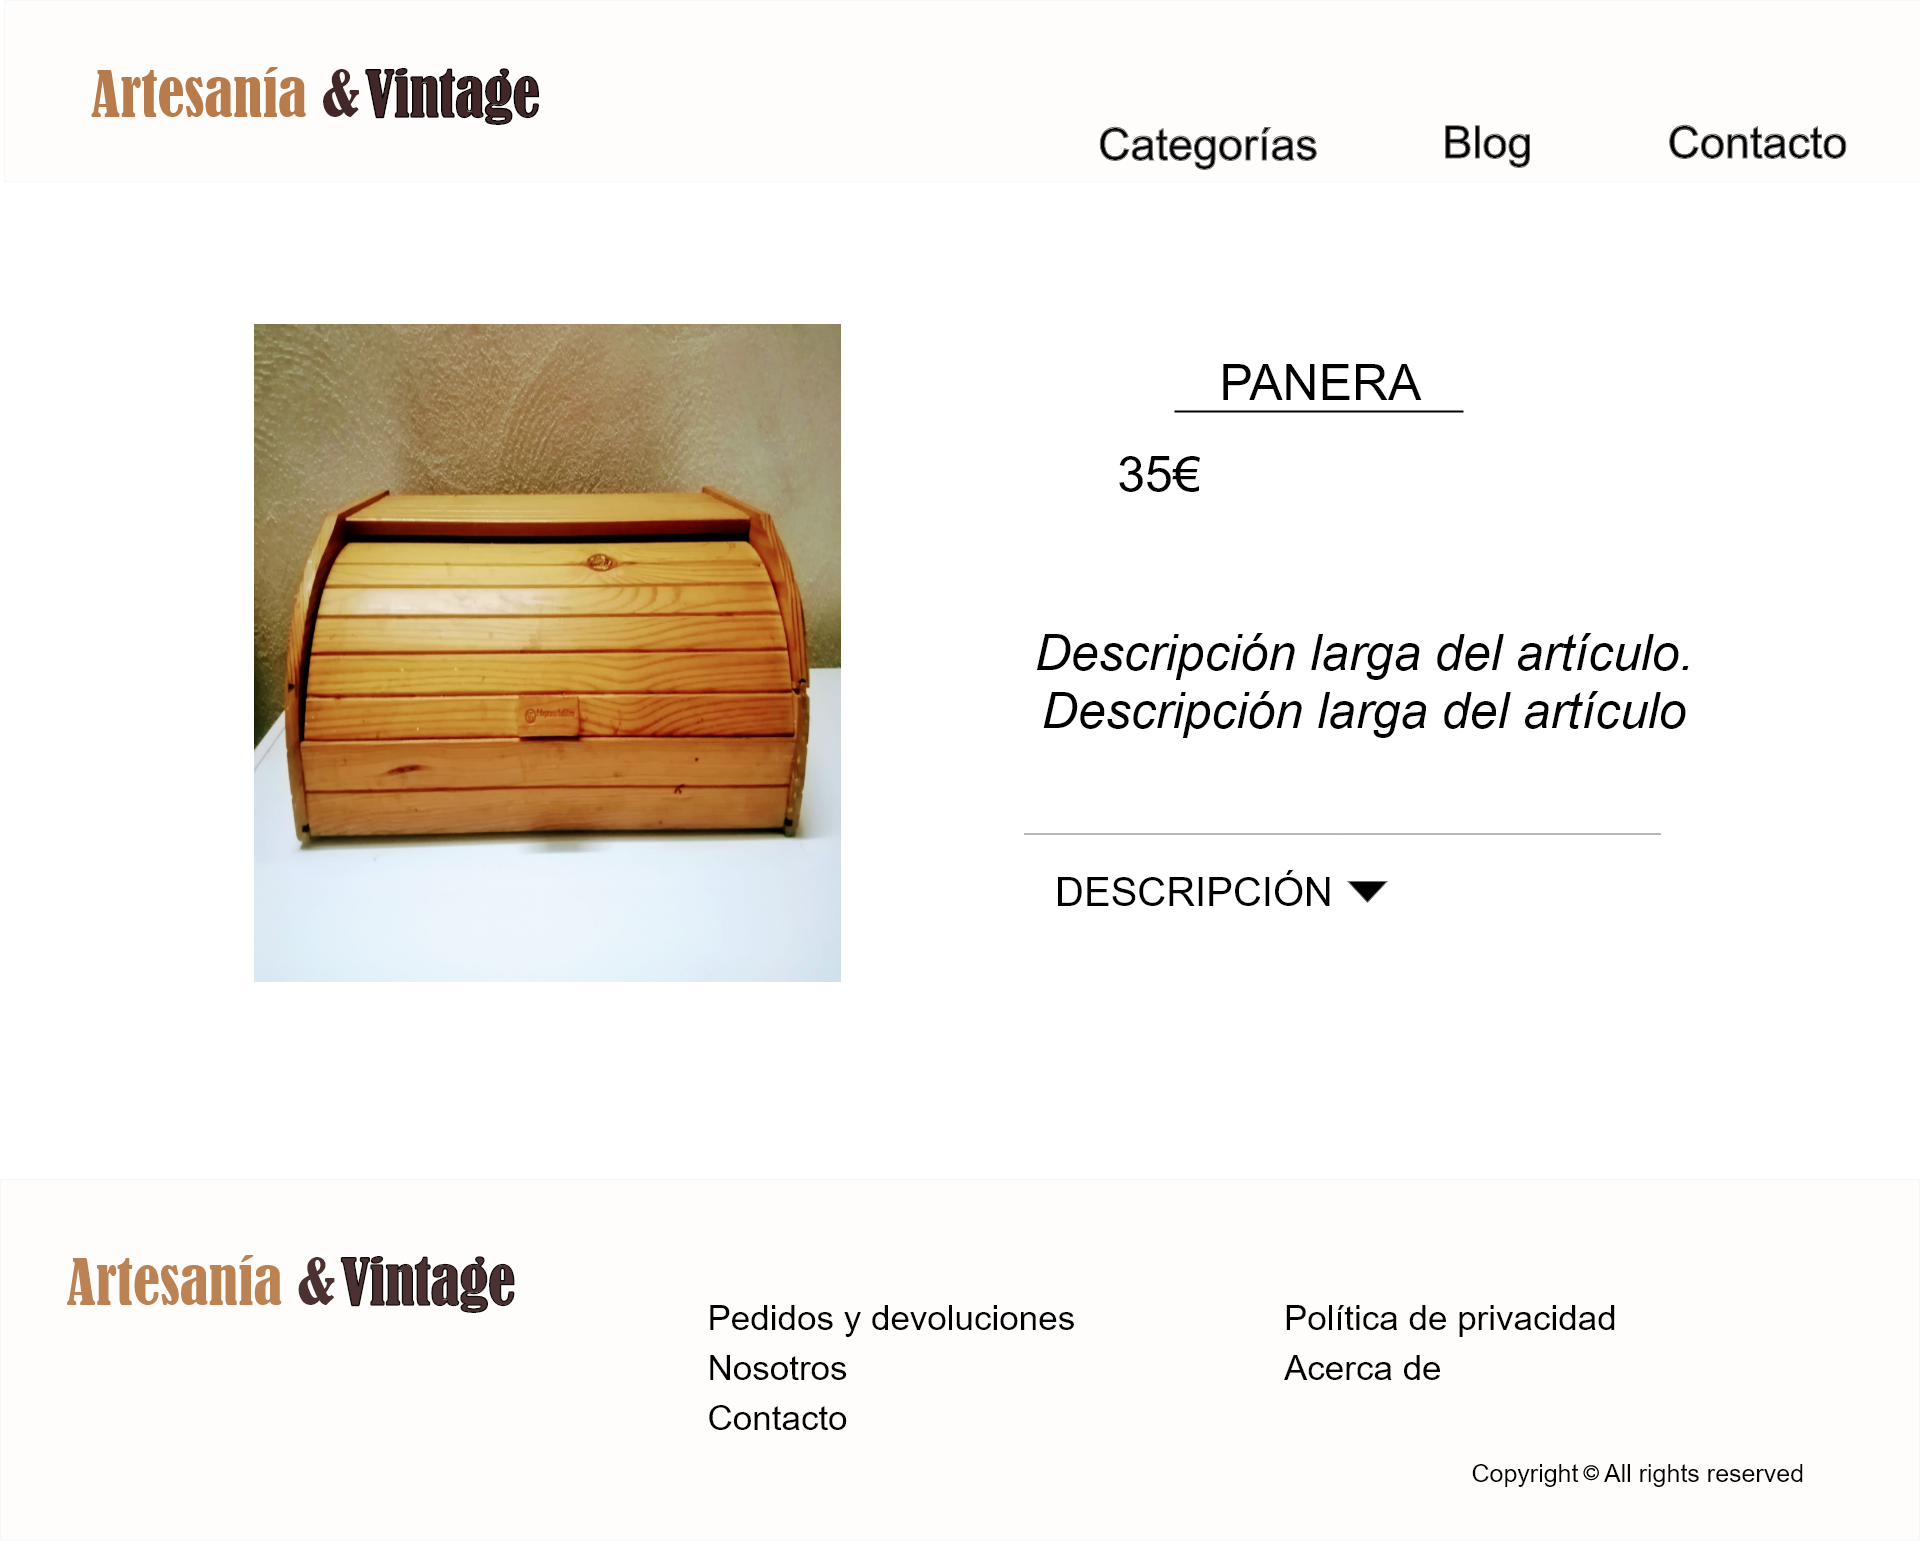 Artesanía & Vintage
Categorías
Blog
Contacto
PANERA
35€
Descripción larga del artículo.
Descripción larga del artículo
DESCRIPCIÓN
Artesanía & Vintage
Pedidos y devoluciones
Nosotros
Contacto
Política de privacidad
Acerca de
Copyright © All rights reserved